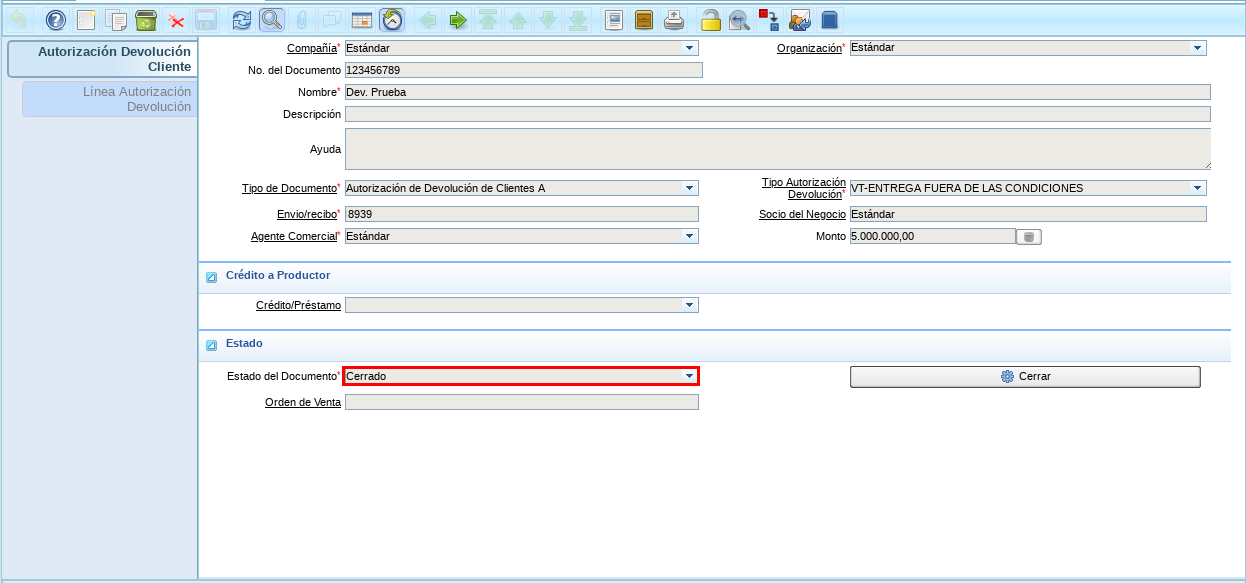 Autorización Devolución
Cliente
Línea Autorización
Devolución
Compañía* Estándar Organización* Estándar
No. del Documento 123456789
Nombre* Dev. Prueba
Descripción
Ayuda
Tipo de Documento* Autorización de Devolución de Clientes A Tipo Autorización
Devolución* VT-ENTREGA FUERA DE LAS CONDICIONES
Envio/recibo* 8939 Socio del Negocio Estándar
Agente Comercial* Estándar Monto 5.000.000,00
Crédito a Productor
Crédito/Préstamo
Estado
Estado del Documento* Cerrado Cerrar
Orden de Venta